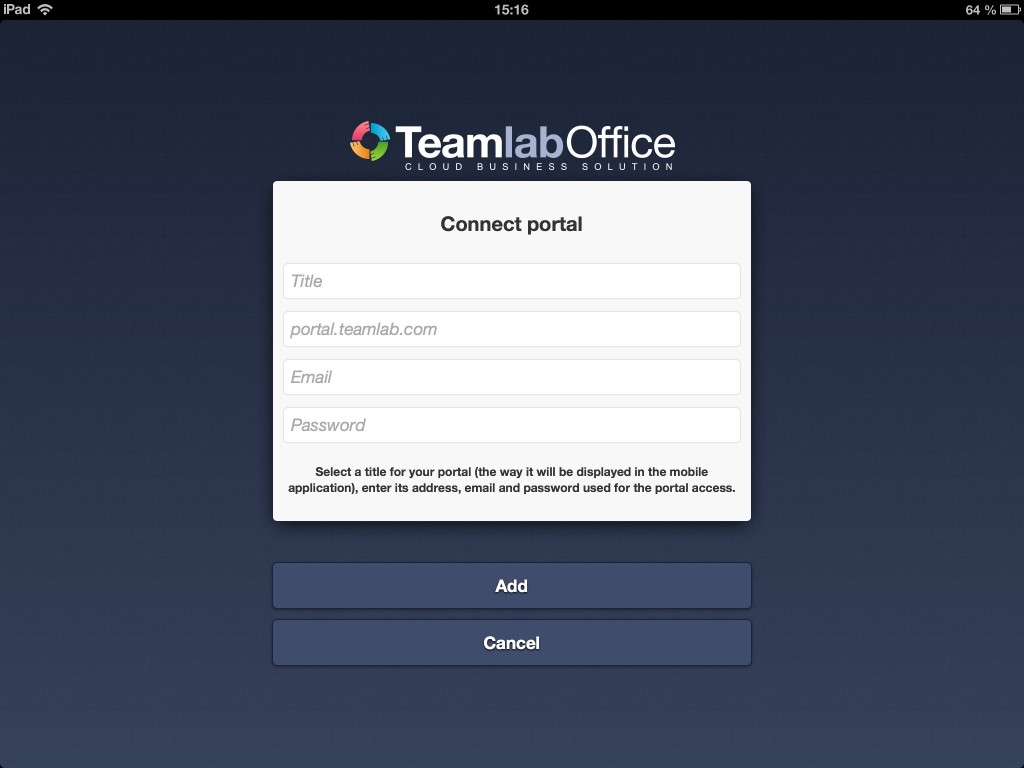 iPad 15:16 64 %
TeamlabOffice
CLOUD BUSINESS SOLUTION
Connect portal
Title
portal.teamlab.com
Email
Password
Select a title for your portal (the way it will be displayed in the mobile
application), enter its address, email and password used for the portal access.
Add
Cancel